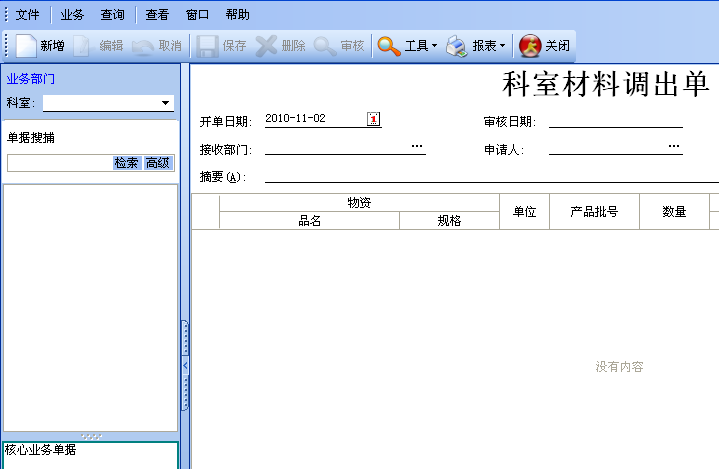 文件 业务 查询 查看 窗口 帮助
新增 编辑 取消 保存 删除 审核 工具 报表 关闭
业务部门
科室:
单据搜捕
检索 高级
核心业务单据
科室材料调出单
开单日期: 2010-11-02 1 审核日期:
接收部门: ... 申请人: ...
摘要(A):
物资 单位 产品批号 数量
品名 规格
没有内容